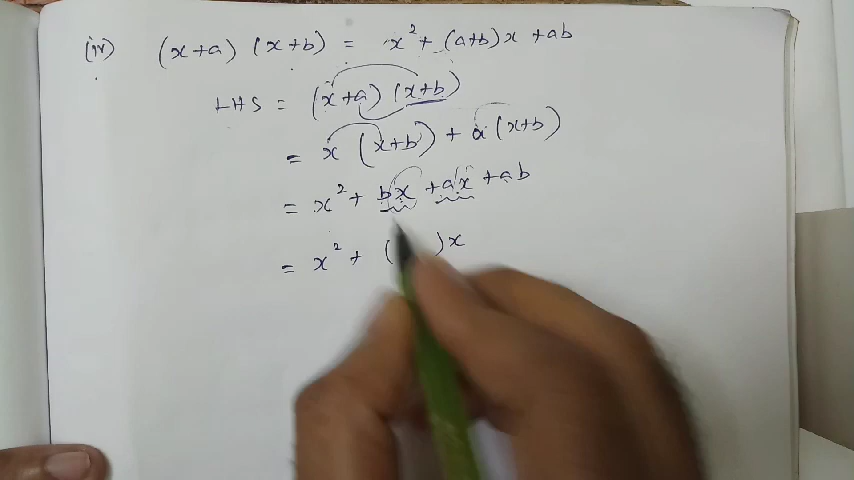 (iv) (x+a) (x+b) = x² + (a+b)x + ab
LHS = (x+a) (x+b)
= x (x+b) + a (x+b)
= x² + bx + ax + ab
= x² + ( )x